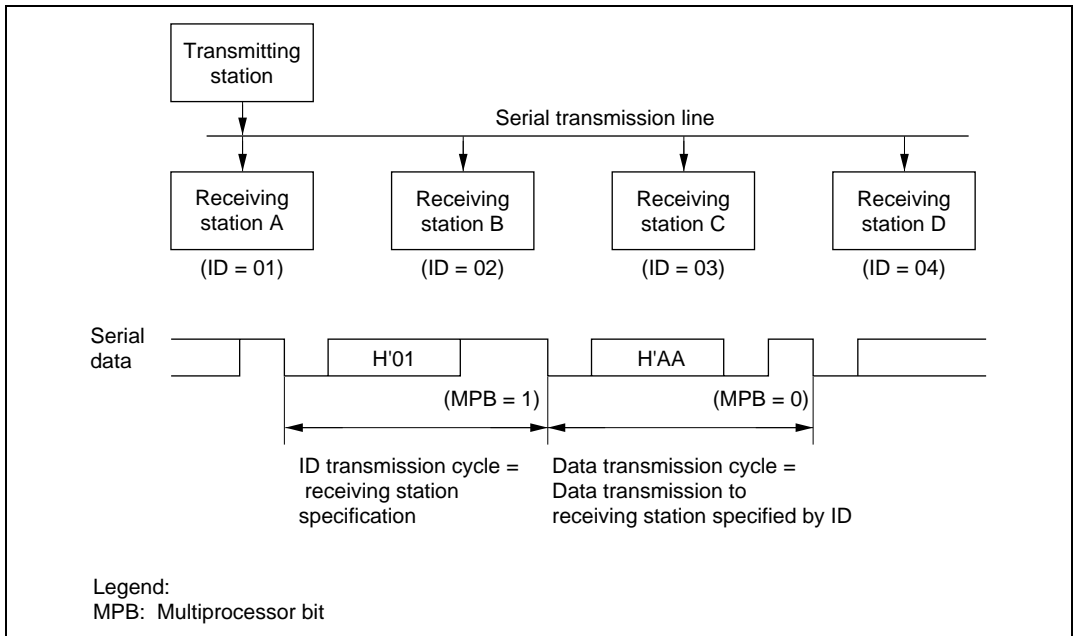 Transmitting
station
Serial transmission line
Receiving
station A
Receiving
station B
Receiving
station C
Receiving
station D
(ID = 01)
(ID = 02)
(ID = 03)
(ID = 04)
Serial
data
H'01
H'AA
(MPB = 1)
(MPB = 0)
ID transmission cycle =
receiving station
specification
Data transmission cycle =
Data transmission to
receiving station specified by ID
Legend:
MPB: Multiprocessor bit